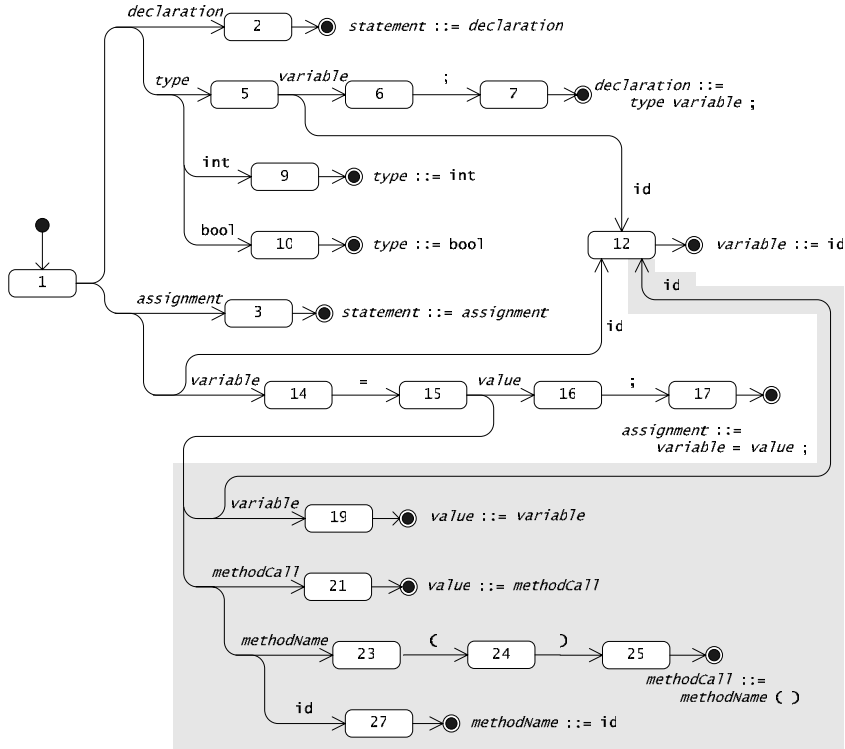 declaration
2
statement ::= declaration
type
5
variable
6
;
7
declaration ::=
type variable ;
int
9
type ::= int
id
bool
10
type ::= bool
12
variable ::= id
1
id
assignment
3
statement ::= assignment
id
variable
14
=
15
value
16
;
17
assignment ::=
variable = value ;
variable
19
value ::= variable
methodCall
21
value ::= methodCall
methodName
23
(
24
)
25
methodCall ::=
methodName ( )
id
27
methodName ::= id